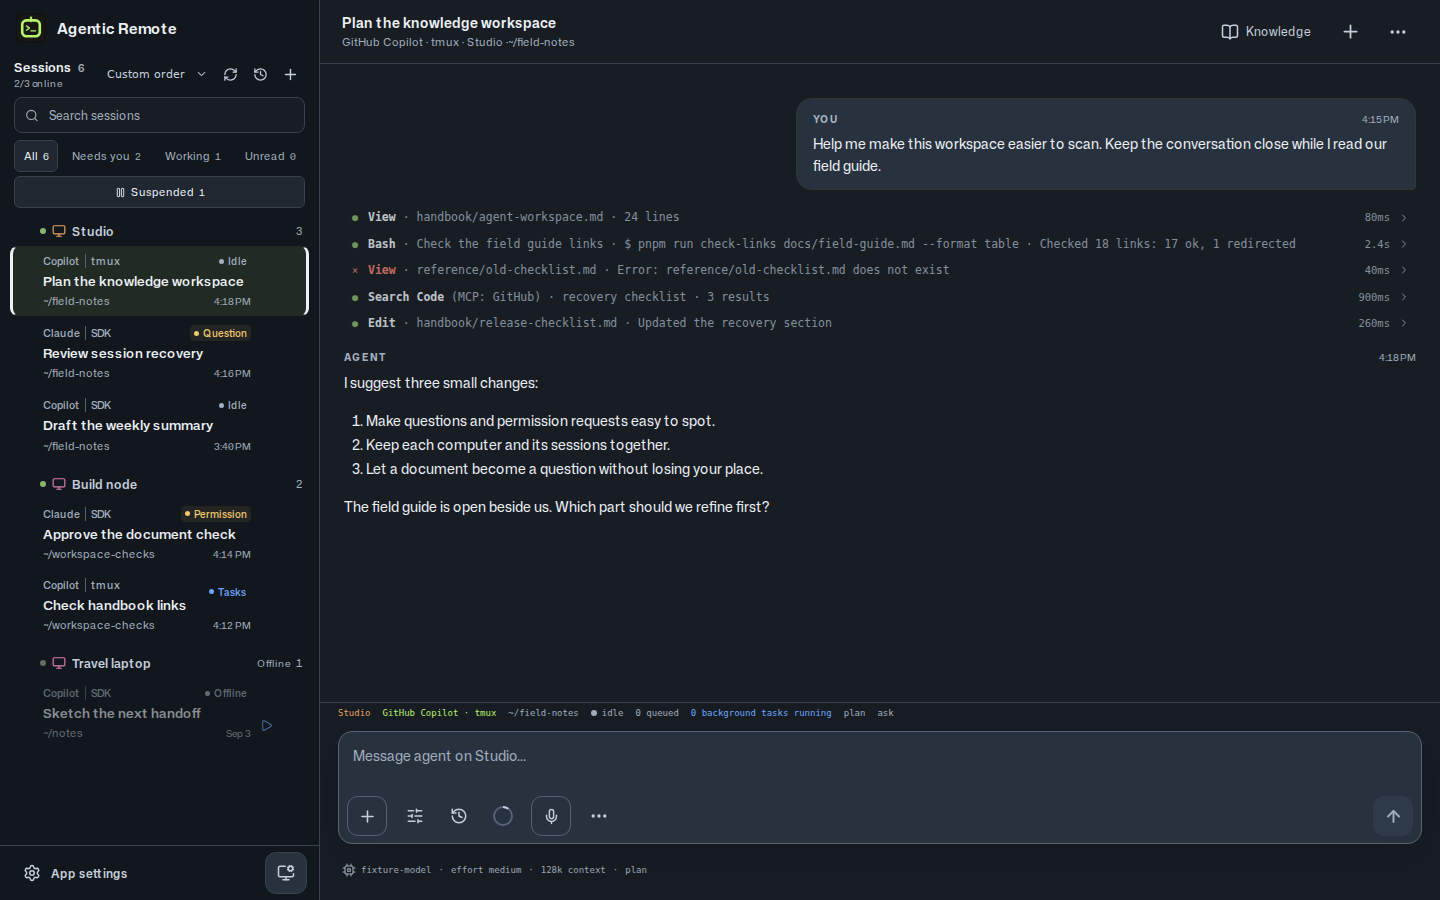 Agentic Remote
Sessions 6
2/3 online
Custom order
Search sessions
All 6
Needs you 2
Working 1
Unread 0
Suspended 1
Studio 3
Copilot | tmux Idle
Plan the knowledge workspace
~/field-notes 4:18 PM
Claude | SDK Question
Review session recovery
~/field-notes 4:16 PM
Copilot | SDK Idle
Draft the weekly summary
~/field-notes 3:40 PM
Build node 2
Claude | SDK Permission
Approve the document check
~/workspace-checks 4:14 PM
Copilot | tmux Tasks
Check handbook links
~/workspace-checks 4:12 PM
Travel laptop Offline 1
Copilot | SDK Offline
Sketch the next handoff
~/notes Sep 3
App settings
Plan the knowledge workspace
GitHub Copilot · tmux · Studio · ~/field-notes
Knowledge
YOU 4:15 PM
Help me make this workspace easier to scan. Keep the conversation close while I read our
field guide.
View · handbook/agent-workspace.md · 24 lines 80ms
Bash · Check the field guide links · $ pnpm run check-links docs/field-guide.md --format table · Checked 18 links: 17 ok, 1 redirected 2.4s
× View · reference/old-checklist.md · Error: reference/old-checklist.md does not exist 40ms
Search Code (MCP: GitHub) · recovery checklist · 3 results 900ms
Edit · handbook/release-checklist.md · Updated the recovery section 260ms
AGENT 4:18 PM
I suggest three small changes:
1. Make questions and permission requests easy to spot.
2. Keep each computer and its sessions together.
3. Let a document become a question without losing your place.
The field guide is open beside us. Which part should we refine first?
Studio GitHub Copilot · tmux ~/field-notes idle 0 queued 0 background tasks running plan ask
Message agent on Studio...
fixture-model · effort medium · 128k context · plan